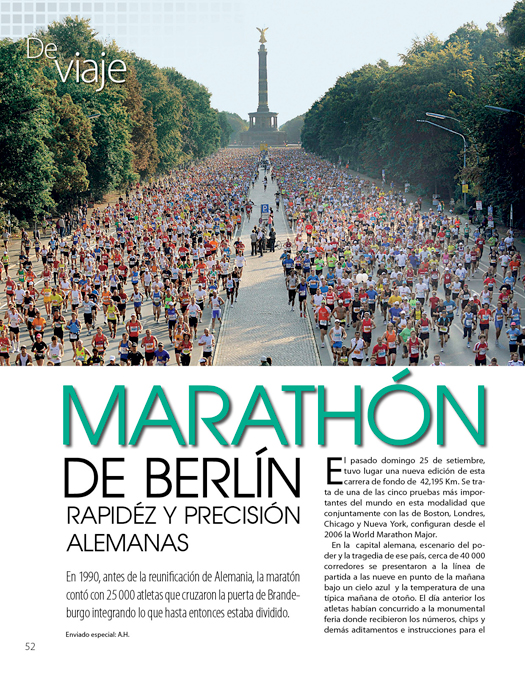 De
viaje
MARATHÓN
DE BERLÍN
RAPIDÉZ Y PRECISIÓN
ALEMANAS
En 1990, antes de la reunificación de Alemania, la maratón
contó con 25 000 atletas que cruzaron la puerta de Brande-
burgo integrando lo que hasta entonces estaba dividido.
Enviado especial: A.H.
El pasado domingo 25 de setiembre,
tuvo lugar una nueva edición de esta
carrera de fondo de 42,195 Km. Se tra-
ta de una de las cinco pruebas más impor-
tantes del mundo en esta modalidad que
conjuntamente con las de Boston, Londres,
Chicago y Nueva York, configuran desde el
2006 la World Marathon Major.
En la capital alemana, escenario del po-
der y la tragedia de ese país, cerca de 40 000
corredores se presentaron a la línea de
partida a las nueve en punto de la mañana
bajo un cielo azul y la temperatura de una
típica mañana de otoño. El día anterior los
atletas habían concurrido a la monumental
feria donde recibieron los números, chips y
demás aditamentos e instrucciones para el
52